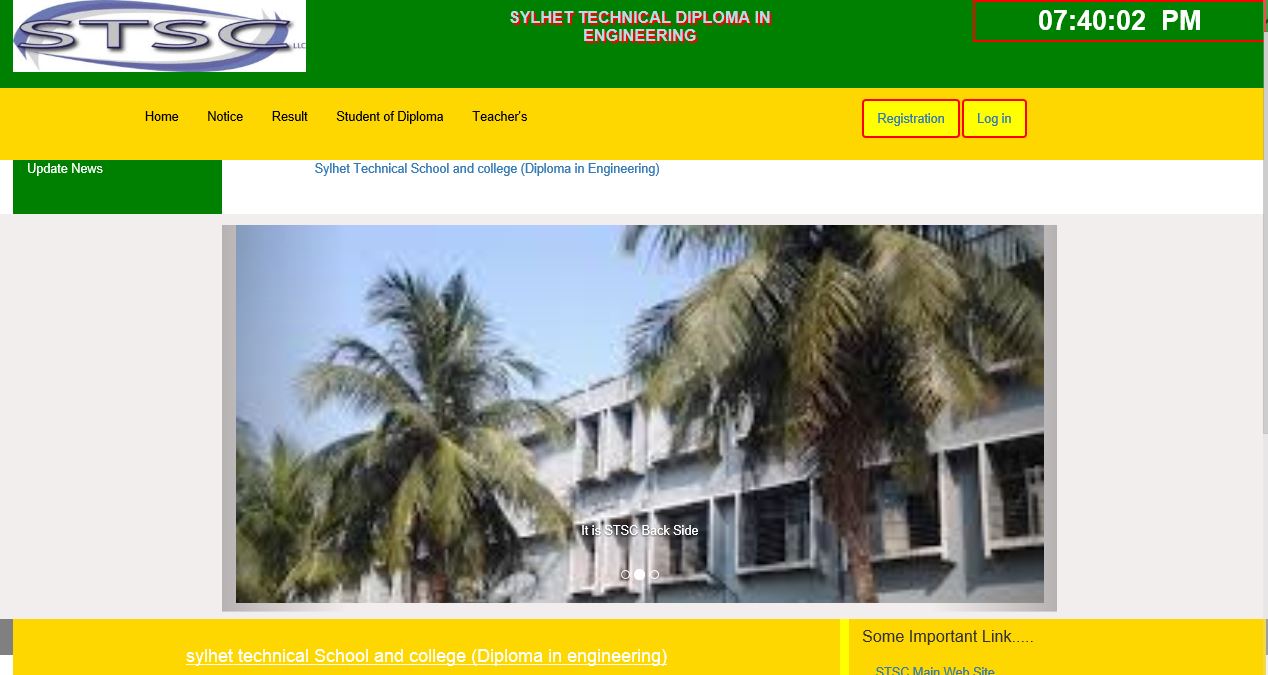 STSC
LLC
SYLHET TECHNICAL DIPLOMA IN
ENGINEERING
07:40:02 PM
Home Notice Result Student of Diploma Teacher's
Registration Log in
Update News
Sylhet Technical School and college (Diploma in Engineering)
It is STSC Back Side
sylhet technical School and college (Diploma in engineering)
Some Important Link.....
STSC Main Web Site